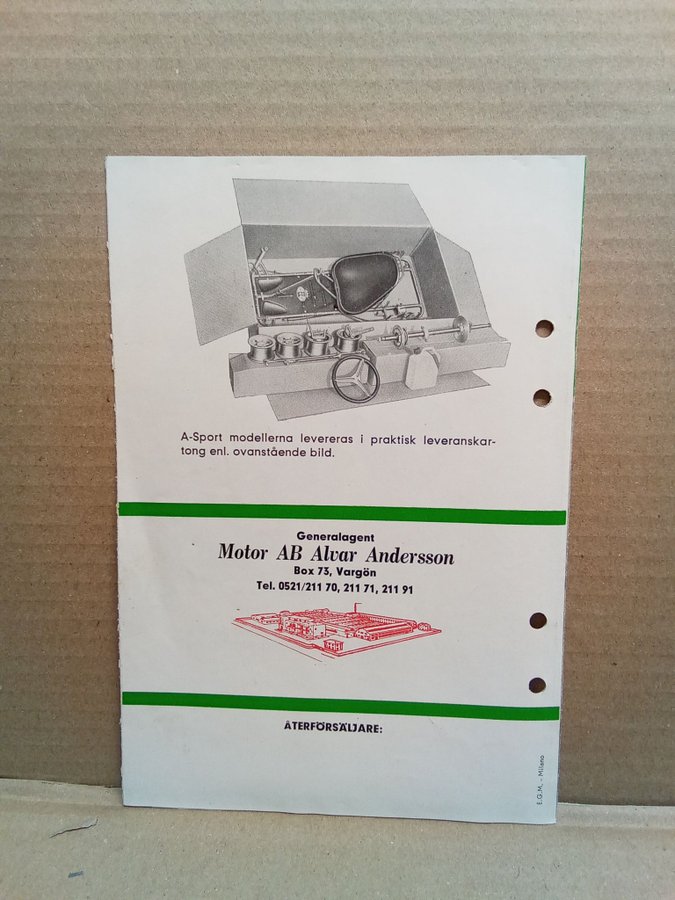 A-Sport modellerna levereras i praktisk leveranskar-
tong enl. ovanstående bild.
Generalagent
Motor AB Alvar Andersson
Box 73, Vargön
Tel. 0521/211 70, 211 71, 211 91
ÅTERFÖRSÄLJARE:
E.G.M. - Milano